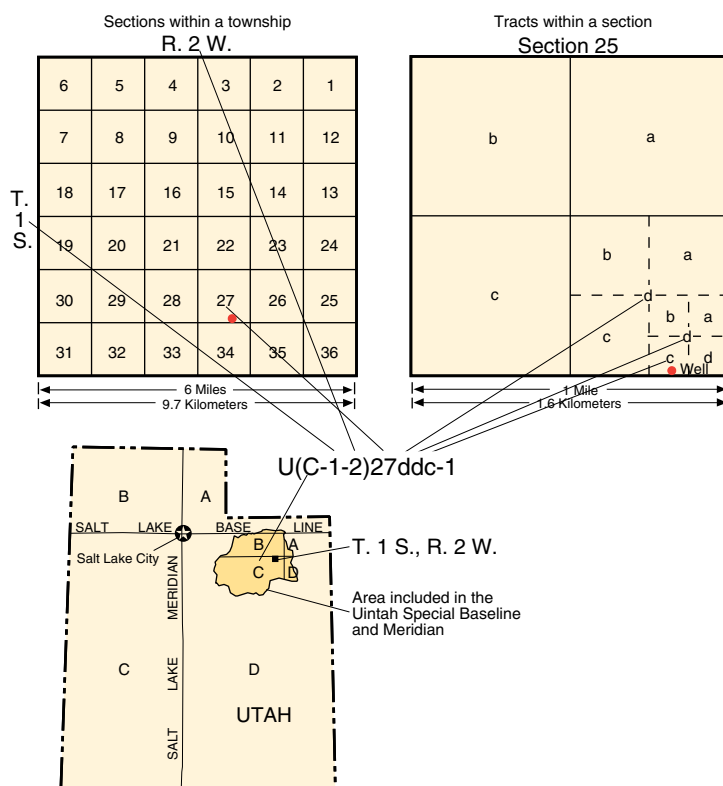 Sections within a township
R. 2 W.
6 5 4 3 2 1
7 8 9 10 11 12
18 17 16 15 14 13
19 20 21 22 23 24
30 29 28 27 26 25
31 32 33 34 35 36
T.
1
S.
6 Miles
9.7 Kilometers
Tracts within a section
Section 25
b a
b a
c d
b a
c d
c d
Well
1 Mile
1.6 Kilometers
U(C-1-2)27ddc-1
B A
SALT LAKE BASE LINE
Salt Lake City
B A
C D
T. 1 S., R. 2 W.
MERIDIAN
Area included in the
Uintah Special Baseline
and Meridian
C D
LAKE
UTAH
SALT